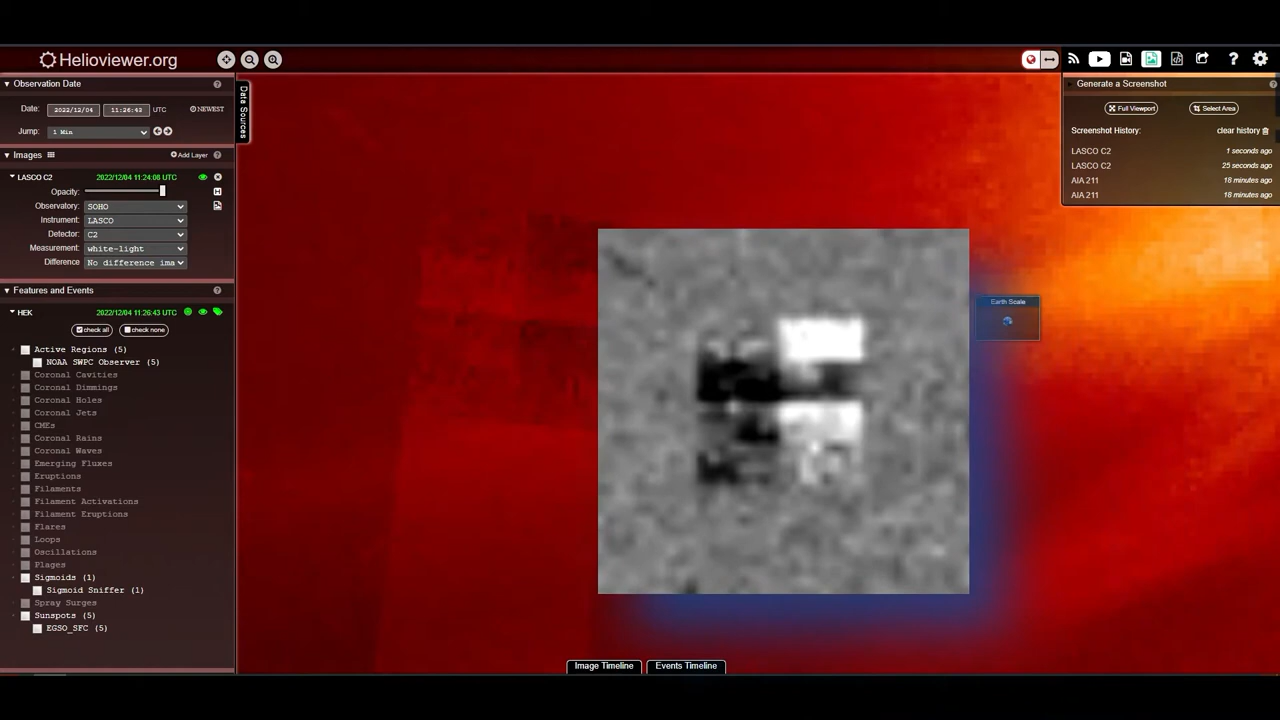 Helioviewer.org
Observation Date
Date: 2022/12/04 11:26:43 UTC NEWEST
Jump: 1 Min
Images
Add Layer
LASCO C2 2022/12/04 11:24:08 UTC
Opacity:
Observatory: SOHO
Instrument: LASCO
Detector: C2
Measurement: white-light
Difference No difference ima
Features and Events
HEK 2022/12/04 11:26:43 UTC
check all check none
Active Regions (5)
NOAA SWPC Observer (5)
Coronal Cavities
Coronal Dimmings
Coronal Holes
Coronal Jets
CMEs
Coronal Rains
Coronal Waves
Emerging Fluxes
Eruptions
Filaments
Filament Activations
Filament Eruptions
Flares
Loops
Oscillations
Plages
Sigmoids (1)
Sigmoid Sniffer (1)
Spray Surges
Sunspots (5)
EGSO_SFC (5)
Data Sources
Generate a Screenshot
Full Viewport Select Area
Screenshot History: clear history
LASCO C2 1 seconds ago
LASCO C2 25 seconds ago
AIA 211 18 minutes ago
AIA 211 18 minutes ago
Earth Scale
Image Timeline Events Timeline